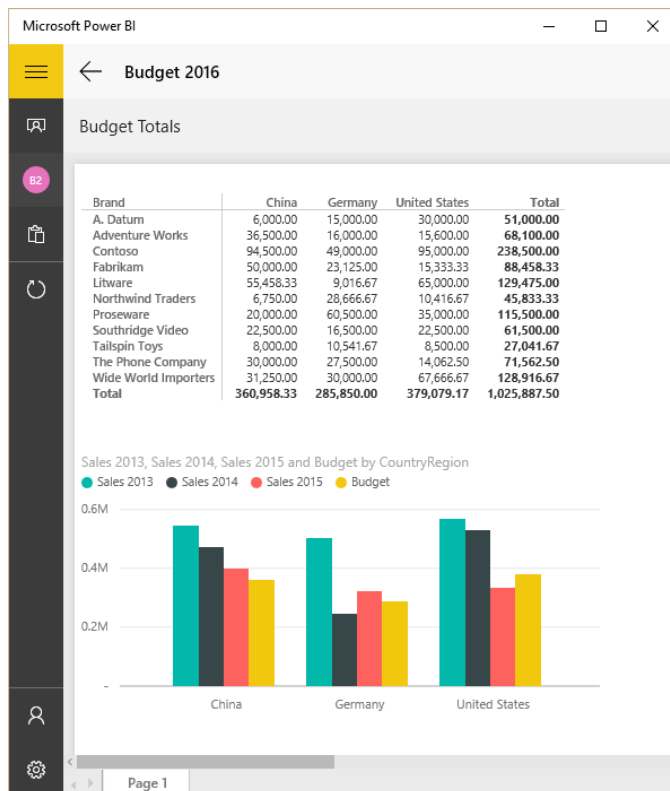 Microsoft Power BI
Budget 2016
Budget Totals
B2
Brand China Germany United States Total
A. Datum 6,000.00 15,000.00 30,000.00 51,000.00
Adventure Works 36,500.00 16,000.00 15,600.00 68,100.00
Contoso 94,500.00 49,000.00 95,000.00 238,500.00
Fabrikam 50,000.00 23,125.00 15,333.33 88,458.33
Litware 55,458.33 9,016.67 65,000.00 129,475.00
Northwind Traders 6,750.00 28,666.67 10,416.67 45,833.33
Proseware 20,000.00 60,500.00 35,000.00 115,500.00
Southridge Video 22,500.00 16,500.00 22,500.00 61,500.00
Tailspin Toys 8,000.00 10,541.67 8,500.00 27,041.67
The Phone Company 30,000.00 27,500.00 14,062.50 71,562.50
Wide World Importers 31,250.00 30,000.00 67,666.67 128,916.67
Total 360,958.33 285,850.00 379,079.17 1,025,887.50
Sales 2013, Sales 2014, Sales 2015 and Budget by CountryRegion
Sales 2013 Sales 2014 Sales 2015 Budget
0.6M
0.4M
0.2M
-
China Germany United States
Page 1